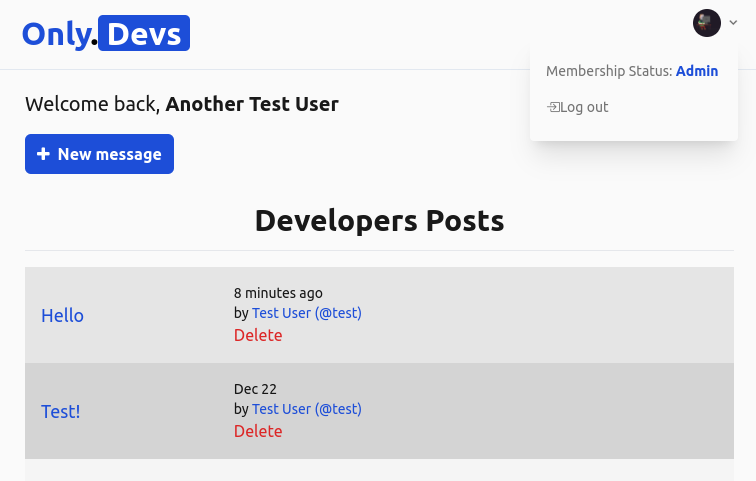 Only.Devs
Membership Status: Admin
Log out
Welcome back, Another Test User
New message
Developers Posts
Hello
8 minutes ago
by Test User (@test)
Delete
Test!
Dec 22
by Test User (@test)
Delete